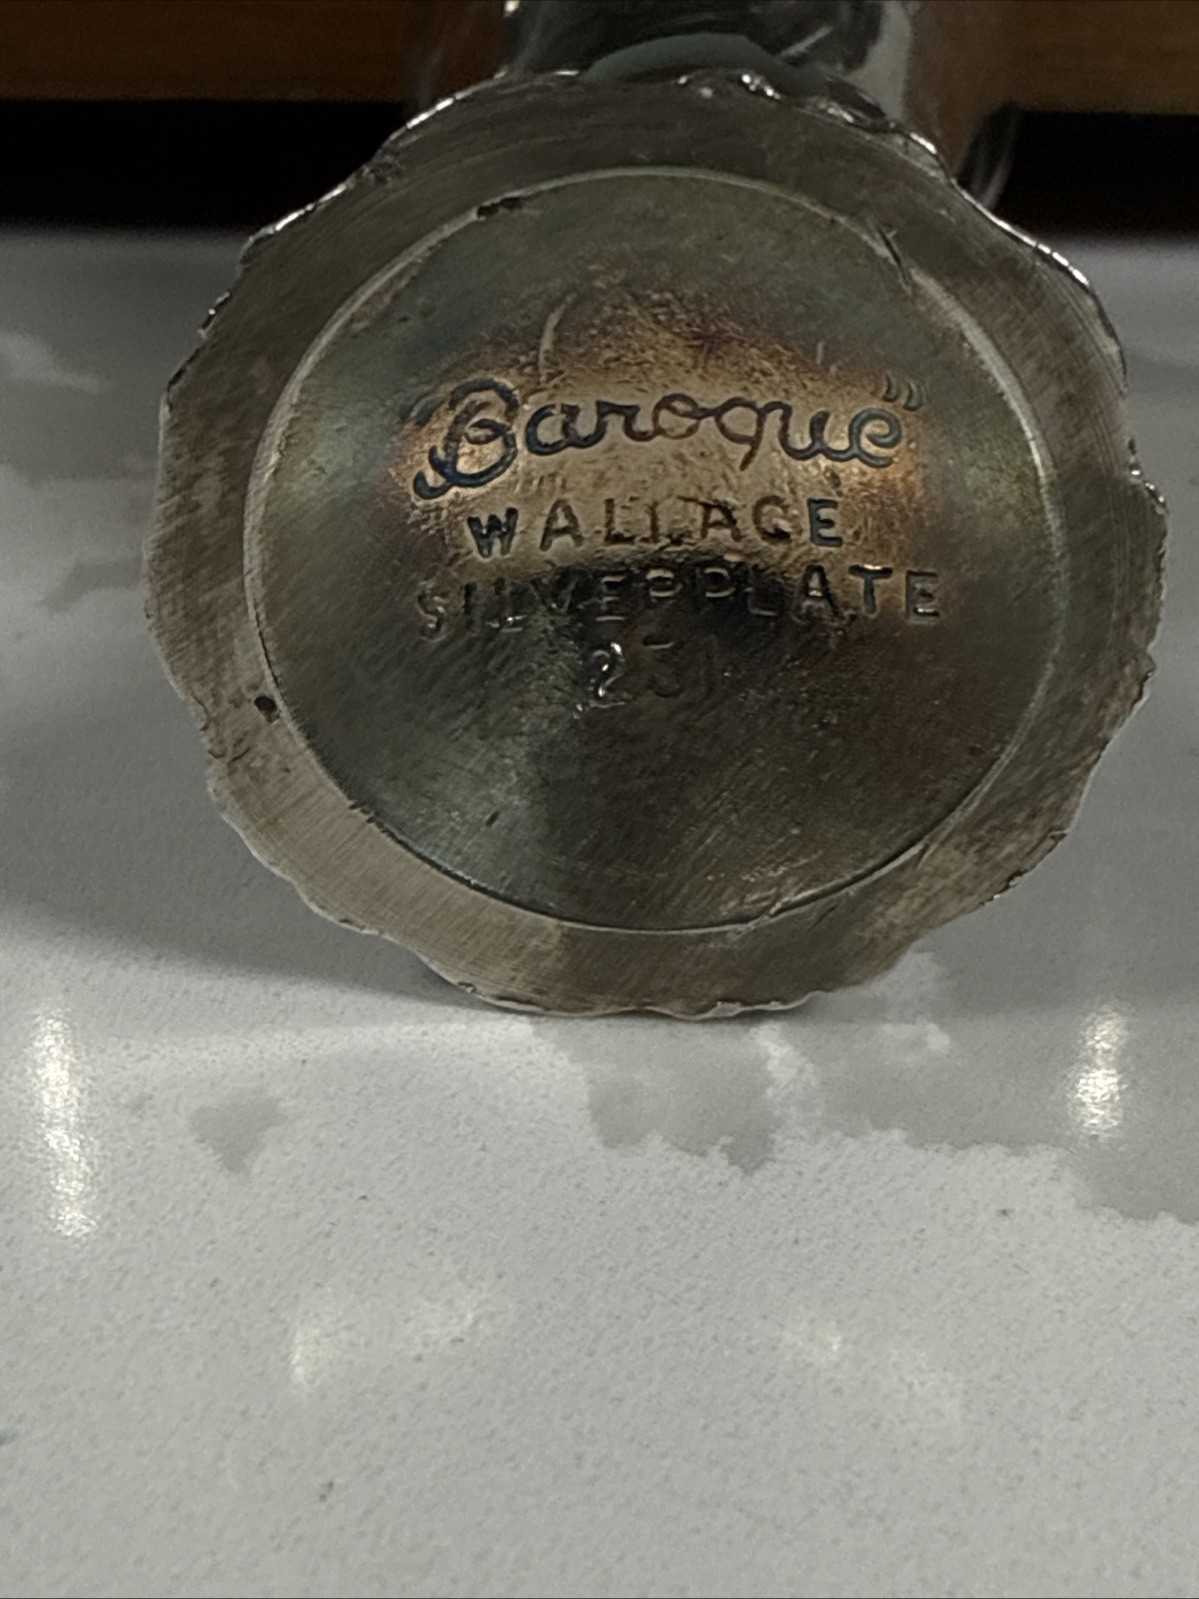 "Baroque"
WALLACE
SILVERPLATE
231